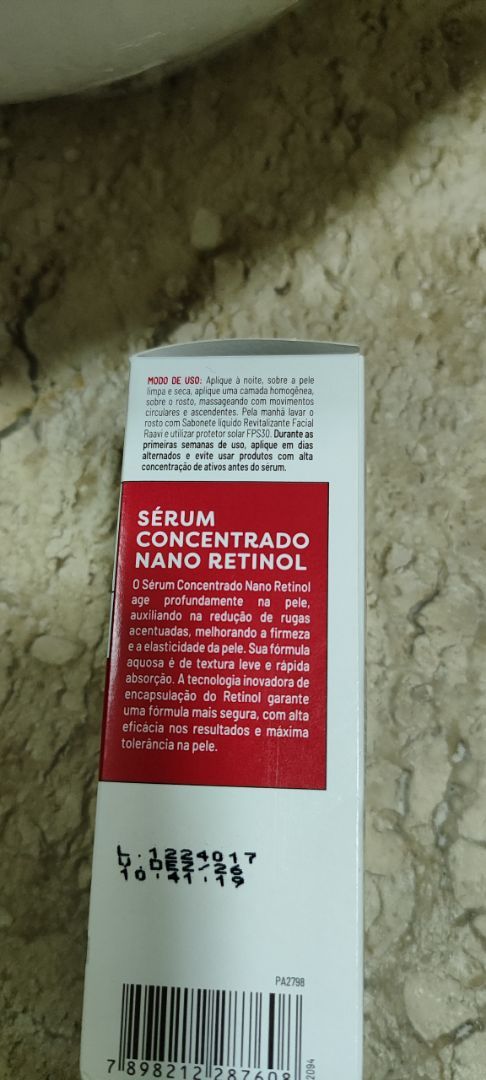 MODO DE USO: Aplique à noite, sobre a pele
limpa e seca, aplique uma camada homogênea,
sobre o rosto, massageando com movimentos
circulares e ascendentes. Pela manhã lavar o
rosto com Sabonete líquido Revitalizante Facial
Raavi e utilizar protetor solar FPS30. Durante as
primeiras semanas de uso, aplique em dias
alternados e evite usar produtos com alta
concentração de ativos antes do sérum.
SÉRUM
CONCENTRADO
NANO RETINOL
O Sérum Concentrado Nano Retinol
age profundamente na pele,
auxiliando na redução de rugas
acentuadas, melhorando a firmeza
e a elasticidade da pele. Sua fórmula
aquosa é de textura leve e rápida
absorção. A tecnologia inovadora de
encapsulação do Retinol garante
uma fórmula mais segura, com alta
eficácia nos resultados e máxima
tolerância na pele.
L.1224017
V.DEZ/26
10.41.19
PA2798
7 898212 287608
2094